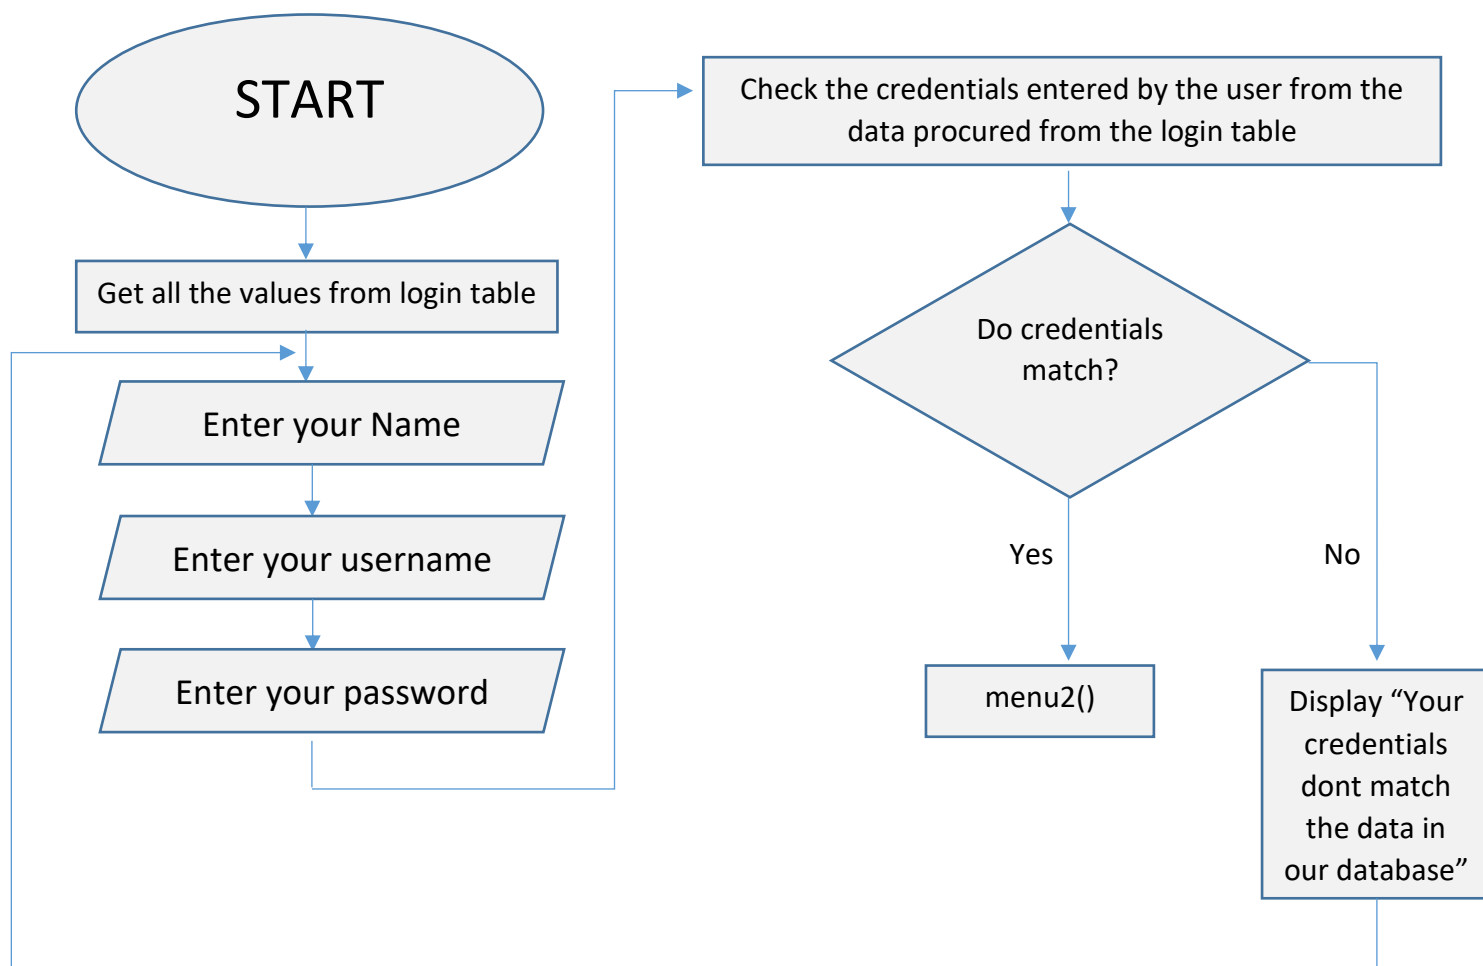 START
Get all the values from login table
Enter your Name
Enter your username
Enter your password
Check the credentials entered by the user from the
data procured from the login table
Do credentials
match?
Yes
No
menu2()
Display “Your
credentials
dont match
the data in
our database”